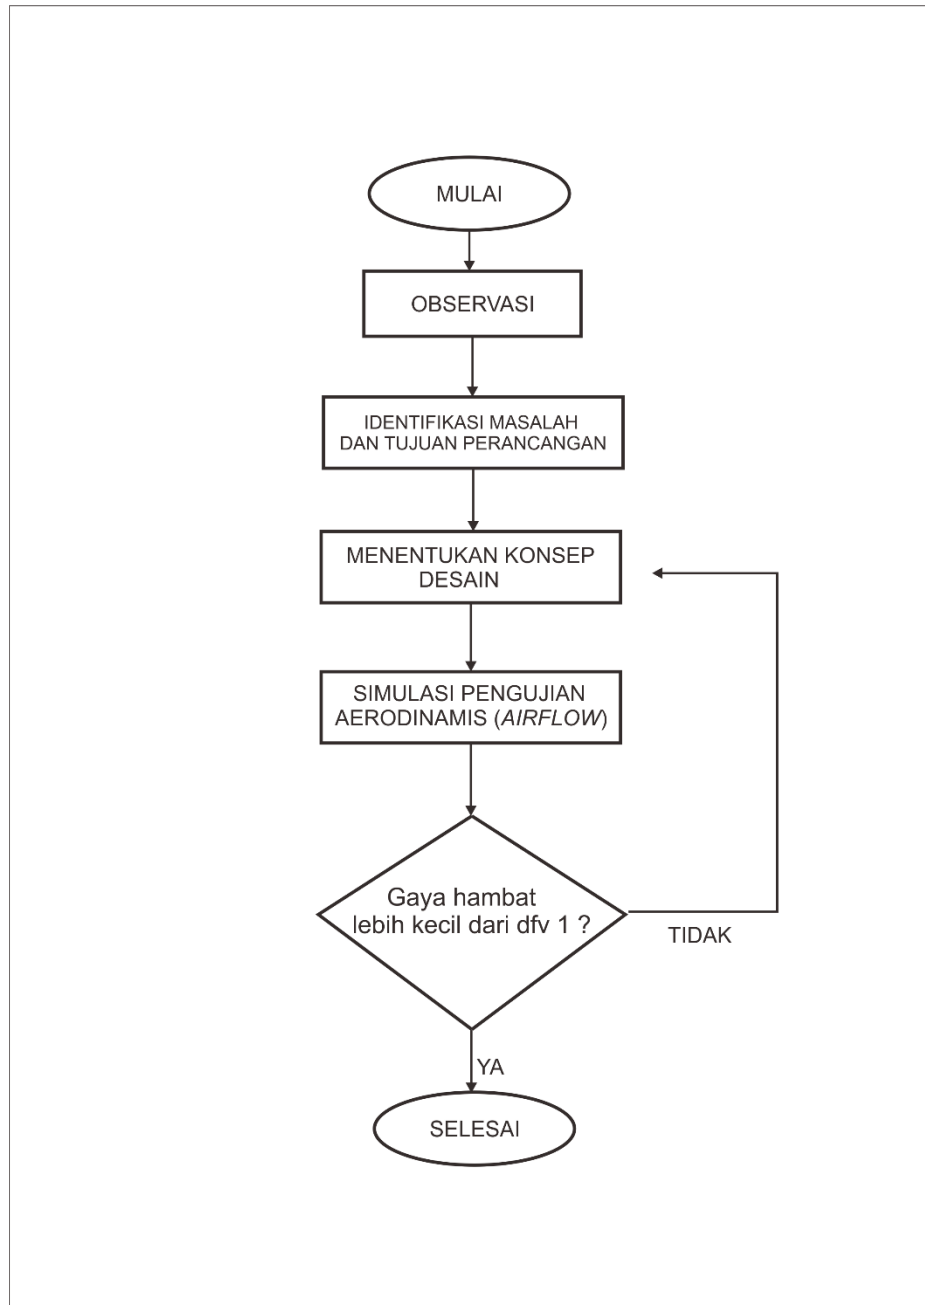 MULAI
OBSERVASI
IDENTIFIKASI MASALAH
DAN TUJUAN PERANCANGAN
MENENTUKAN KONSEP
DESAIN
SIMULASI PENGUJIAN
AERODINAMIS (AIRFLOW)
Gaya hambat
lebih kecil dari dfv 1 ?
TIDAK
YA
SELESAI